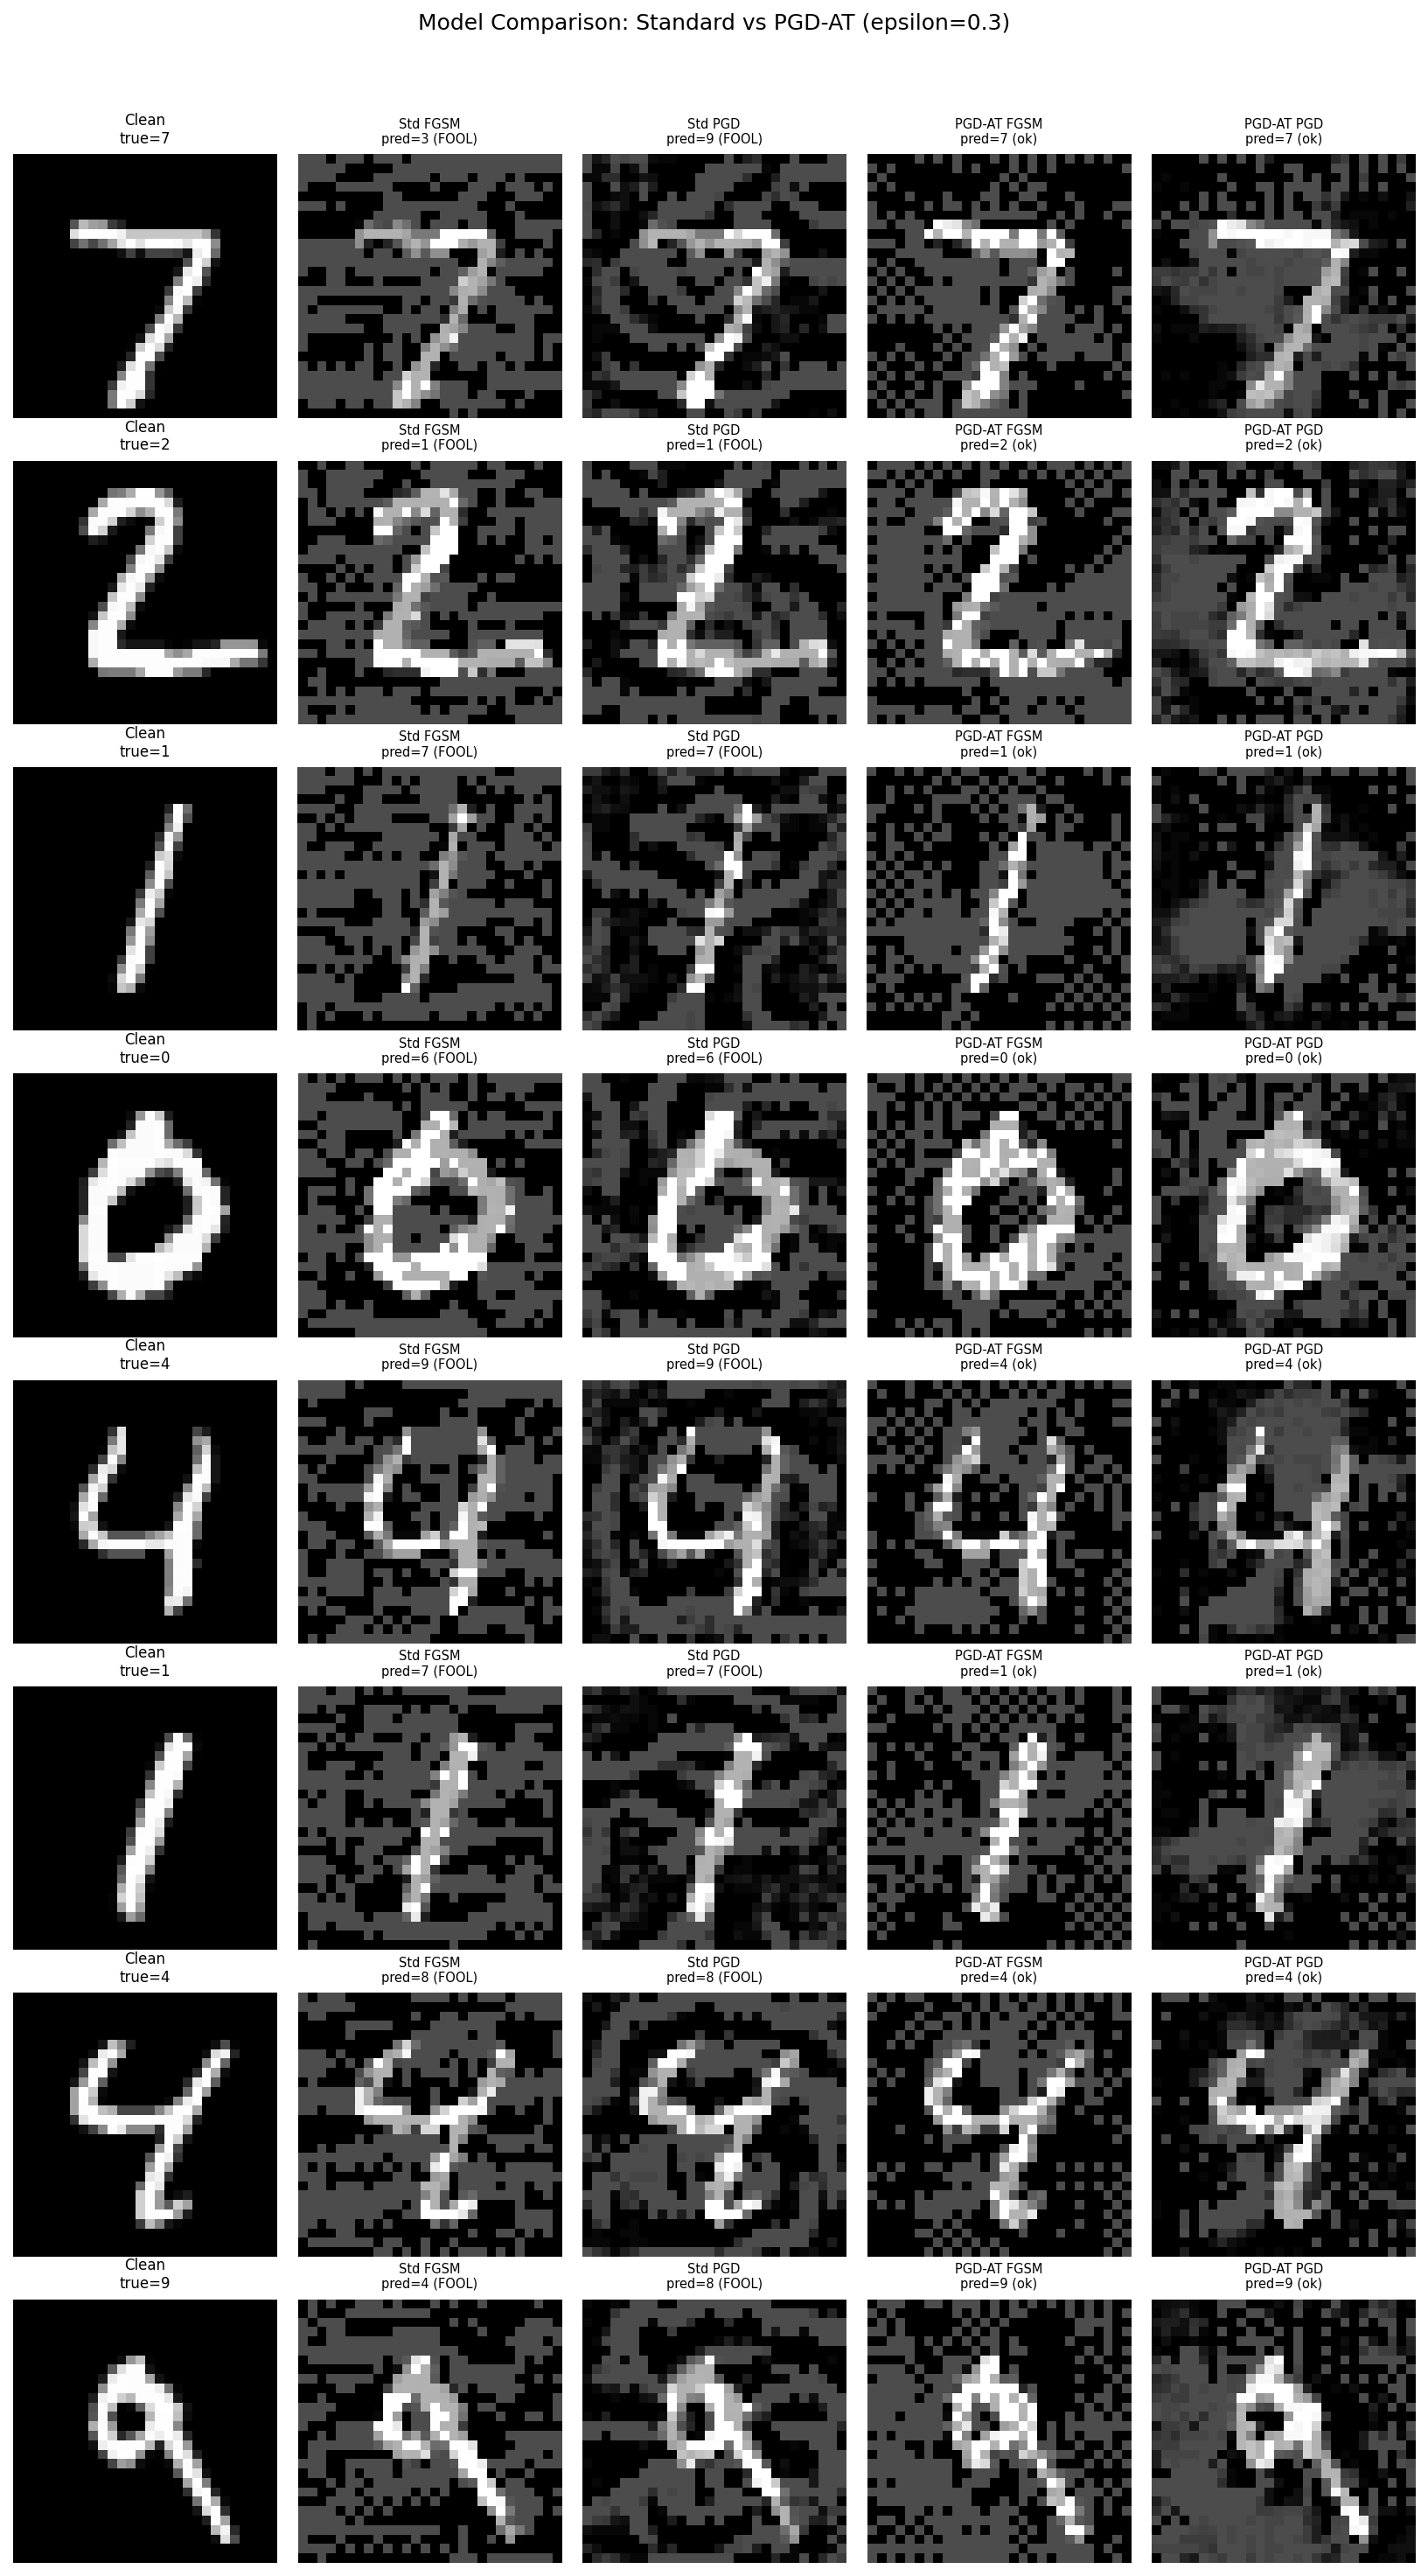 Model Comparison: Standard vs PGD-AT (epsilon=0.3)
Clean
true=7
Std FGSM
pred=3 (FOOL)
Std PGD
pred=9 (FOOL)
PGD-AT FGSM
pred=7 (ok)
PGD-AT PGD
pred=7 (ok)
Clean
true=2
Std FGSM
pred=1 (FOOL)
Std PGD
pred=1 (FOOL)
PGD-AT FGSM
pred=2 (ok)
PGD-AT PGD
pred=2 (ok)
Clean
true=1
Std FGSM
pred=7 (FOOL)
Std PGD
pred=7 (FOOL)
PGD-AT FGSM
pred=1 (ok)
PGD-AT PGD
pred=1 (ok)
Clean
true=0
Std FGSM
pred=6 (FOOL)
Std PGD
pred=6 (FOOL)
PGD-AT FGSM
pred=0 (ok)
PGD-AT PGD
pred=0 (ok)
Clean
true=4
Std FGSM
pred=9 (FOOL)
Std PGD
pred=9 (FOOL)
PGD-AT FGSM
pred=4 (ok)
PGD-AT PGD
pred=4 (ok)
Clean
true=1
Std FGSM
pred=7 (FOOL)
Std PGD
pred=7 (FOOL)
PGD-AT FGSM
pred=1 (ok)
PGD-AT PGD
pred=1 (ok)
Clean
true=4
Std FGSM
pred=8 (FOOL)
Std PGD
pred=8 (FOOL)
PGD-AT FGSM
pred=4 (ok)
PGD-AT PGD
pred=4 (ok)
Clean
true=9
Std FGSM
pred=4 (FOOL)
Std PGD
pred=8 (FOOL)
PGD-AT FGSM
pred=9 (ok)
PGD-AT PGD
pred=9 (ok)